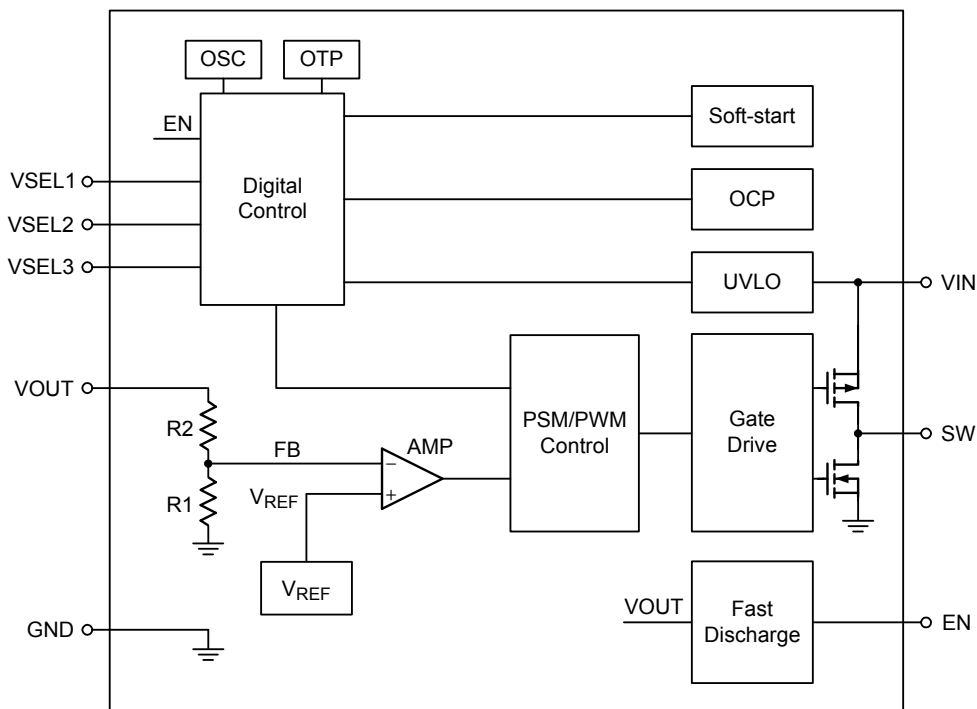 OSC
OTP
EN
Soft-start
VSEL1
VSEL2
VSEL3
Digital
Control
OCP
UVLO
VIN
VOUT
R2
R1
FB
AMP
−
+
VREF
VREF
PSM/PWM
Control
Gate
Drive
SW
GND
VOUT
Fast
Discharge
EN